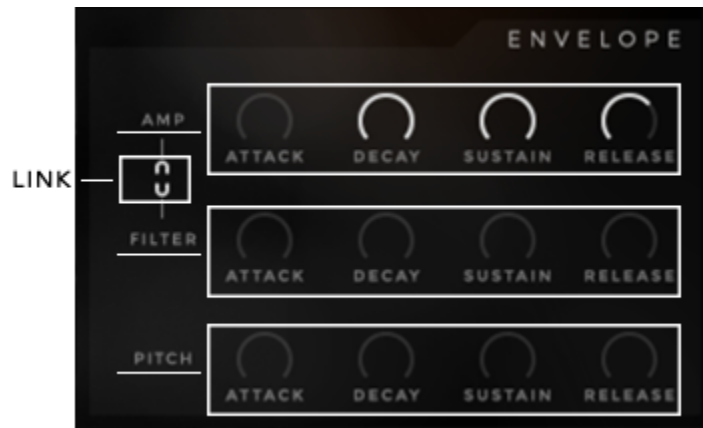 ENVELOPE
AMP
ATTACK DECAY SUSTAIN RELEASE
LINK
FILTER
ATTACK DECAY SUSTAIN RELEASE
PITCH
ATTACK DECAY SUSTAIN RELEASE